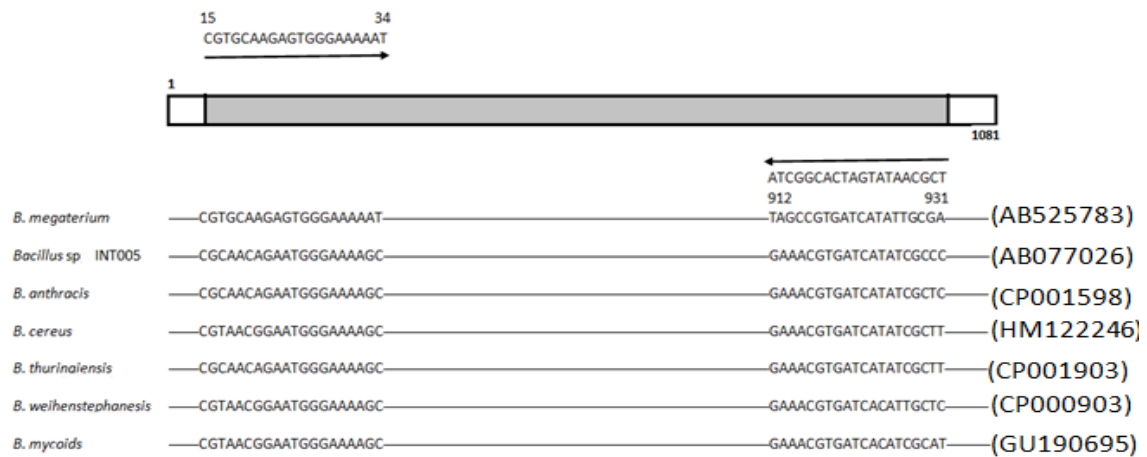 15 34
CGTGCAAGAGTGGGAAAAAT
1
1081
ATCGGCACTAGTATAACGCT
912 931
B. megaterium CGTGCAAGAGTGGGAAAAAT TAGCCGTGATCATATTGCGA (AB525783)
Bacillus sp INT005 CGCAACAGAATGGGAAAAGC GAAACGTGATCATATCGCCC (AB077026)
B. anthracis CGCAACAGAATGGGAAAAGC GAAACGTGATCATATCGCTC (CP001598)
B. cereus CGTAACGGAATGGGAAAAGC GAAACGTGATCATATCGCTT (HM122246)
B. thurinaiensis CGCAACAGAATGGGAAAAGC GAAACGTGATCATATCGCTT (CP001903)
B. weihenstephanesis CGTAACGGAATGGGAAAAGC GAAACGTGATCACATTGCTC (CP000903)
B. mycoids CGTAACGGAATGGGAAAAGC GAAACGTGATCACATCGCAT (GU190695)